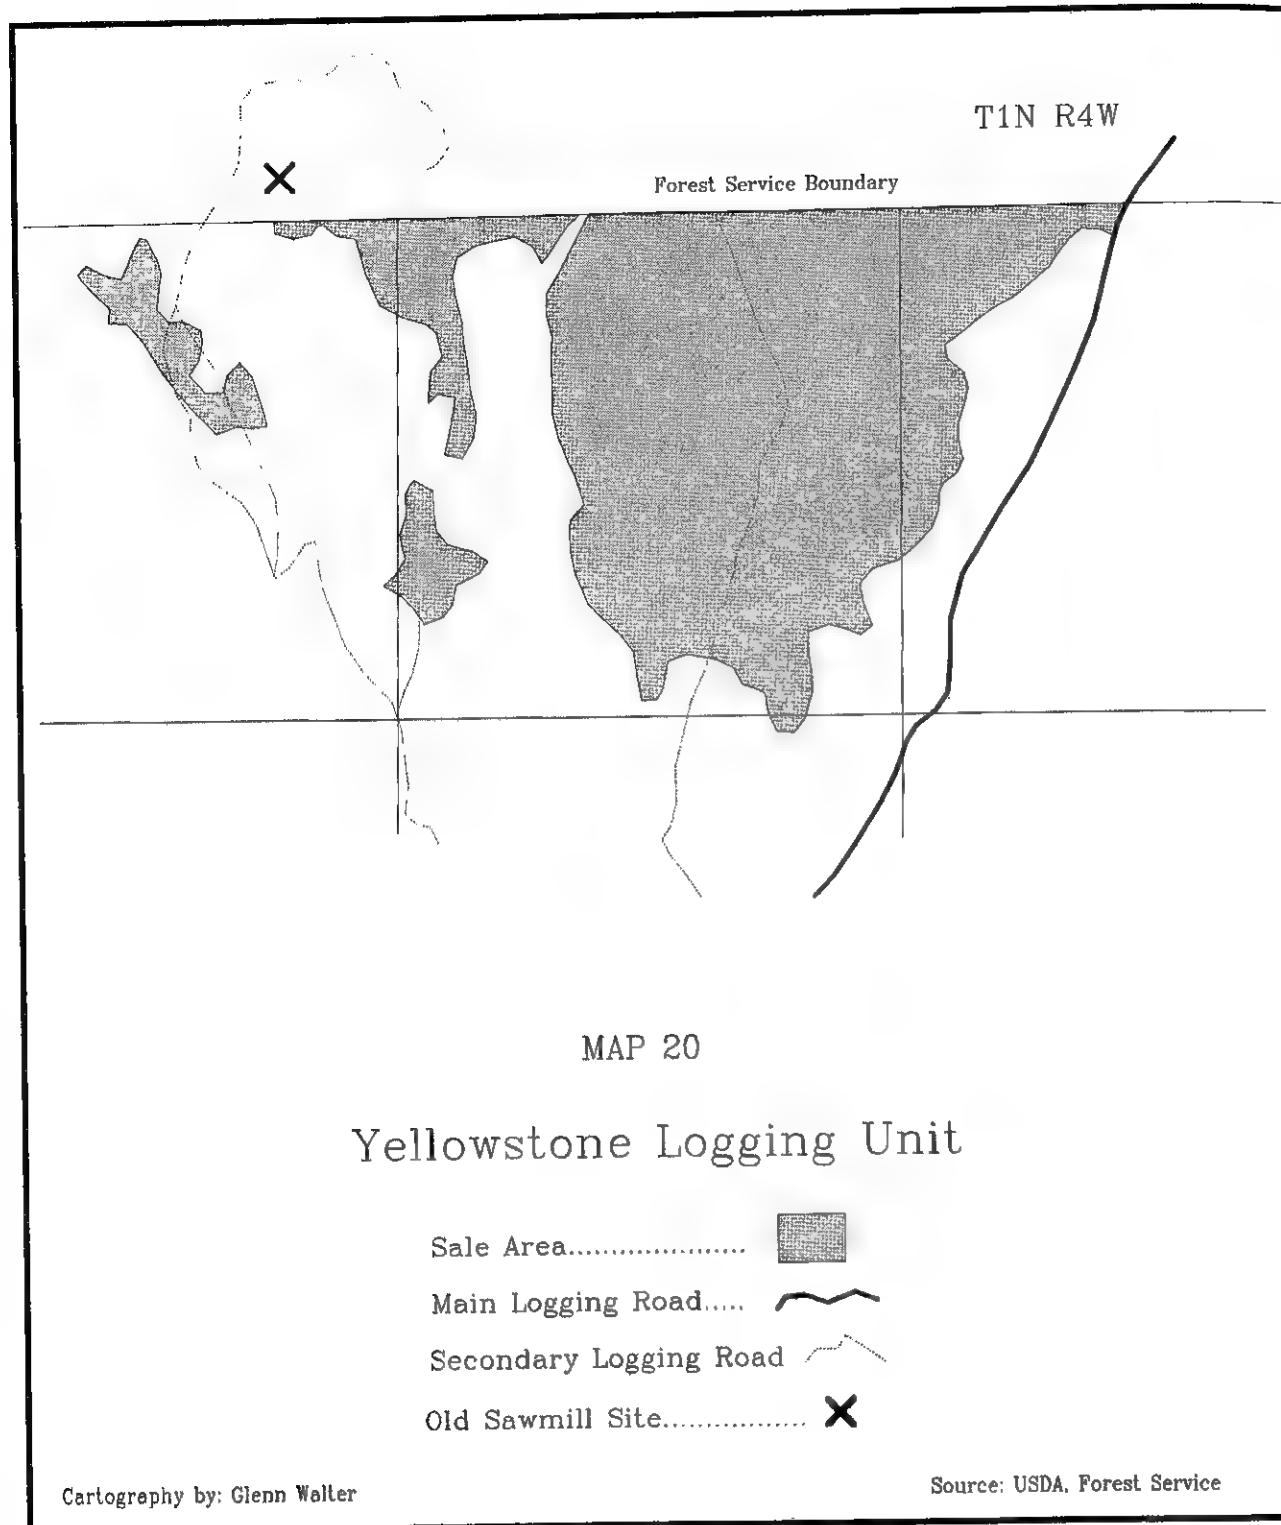 T1N R4W
Forest Service Boundary
MAP 20
Yellowstone Logging Unit
Sale Area.....................
Main Logging Road.....
Secondary Logging Road
Old Sawmill Site.................
Cartography by: Glenn Walter
Source: USDA, Forest Service